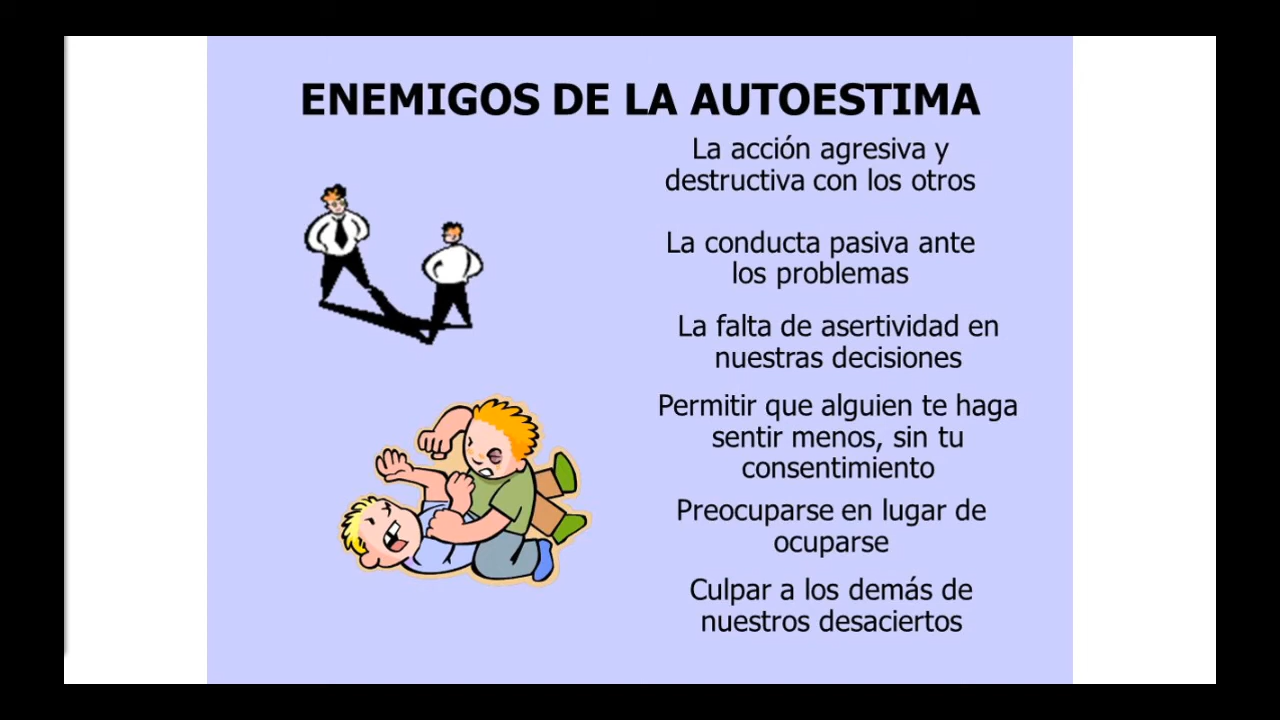 ENEMIGOS DE LA AUTOESTIMA
La acción agresiva y
destructiva con los otros
La conducta pasiva ante
los problemas
La falta de asertividad en
nuestras decisiones
Permitir que alguien te haga
sentir menos, sin tu
consentimiento
Preocuparse en lugar de
ocuparse
Culpar a los demás de
nuestros desaciertos